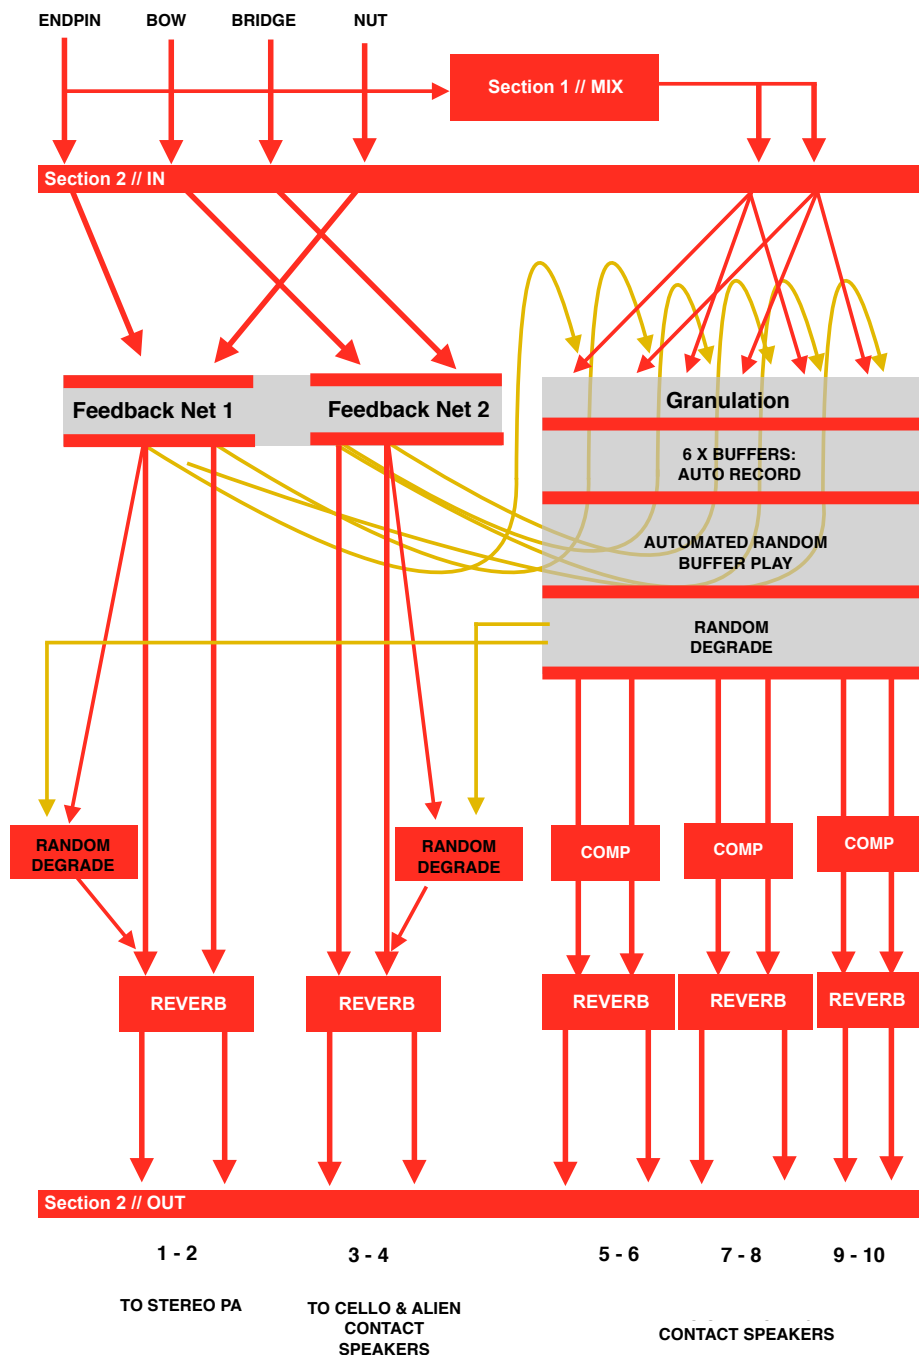 ENDPIN BOW BRIDGE NUT
Section 1 // MIX
Section 2 // IN
Feedback Net 1 Feedback Net 2 Granulation
6 X BUFFERS:
AUTO RECORD
AUTOMATED RANDOM
BUFFER PLAY
RANDOM
DEGRADE
RANDOM
DEGRADE
RANDOM
DEGRADE
COMP COMP COMP
REVERB REVERB REVERB REVERB REVERB
Section 2 // OUT
1 - 2 3 - 4 5 - 6 7 - 8 9 - 10
TO STEREO PA
TO CELLO & ALIEN
CONTACT
SPEAKERS
CONTACT SPEAKERS